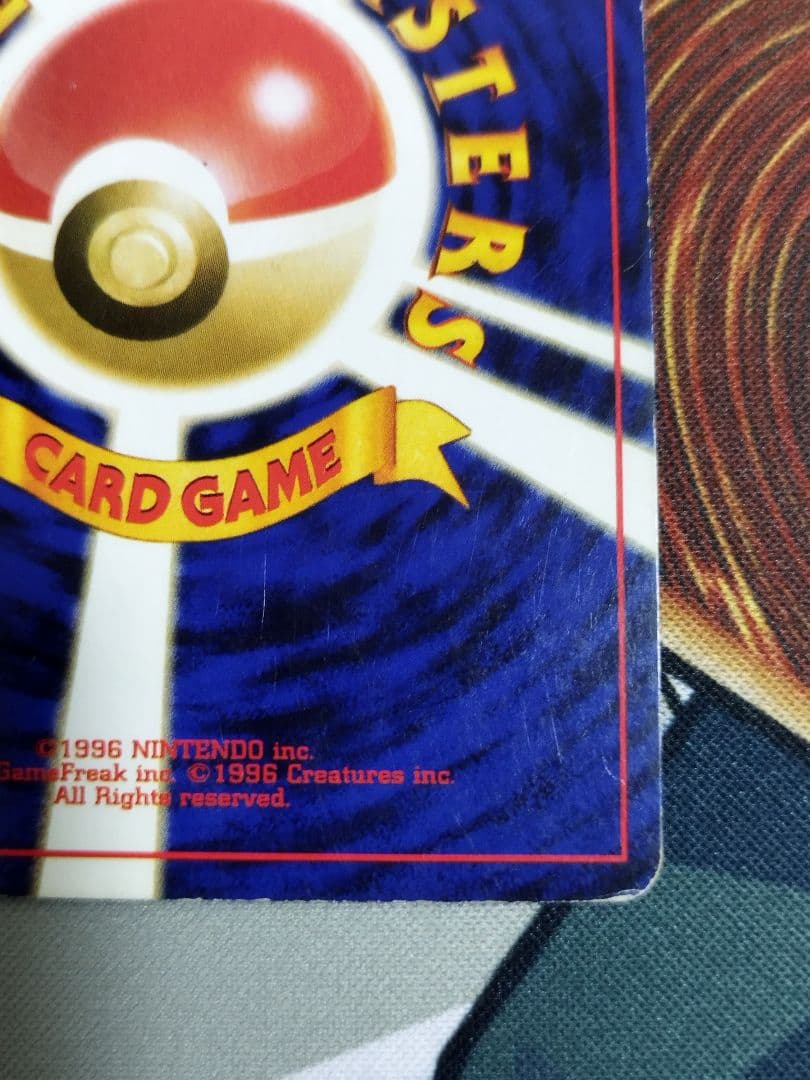 STERS
CARD GAME
©1996 NINTENDO inc.
GameFreak inc. ©1996 Creatures inc.
All Rights reserved.